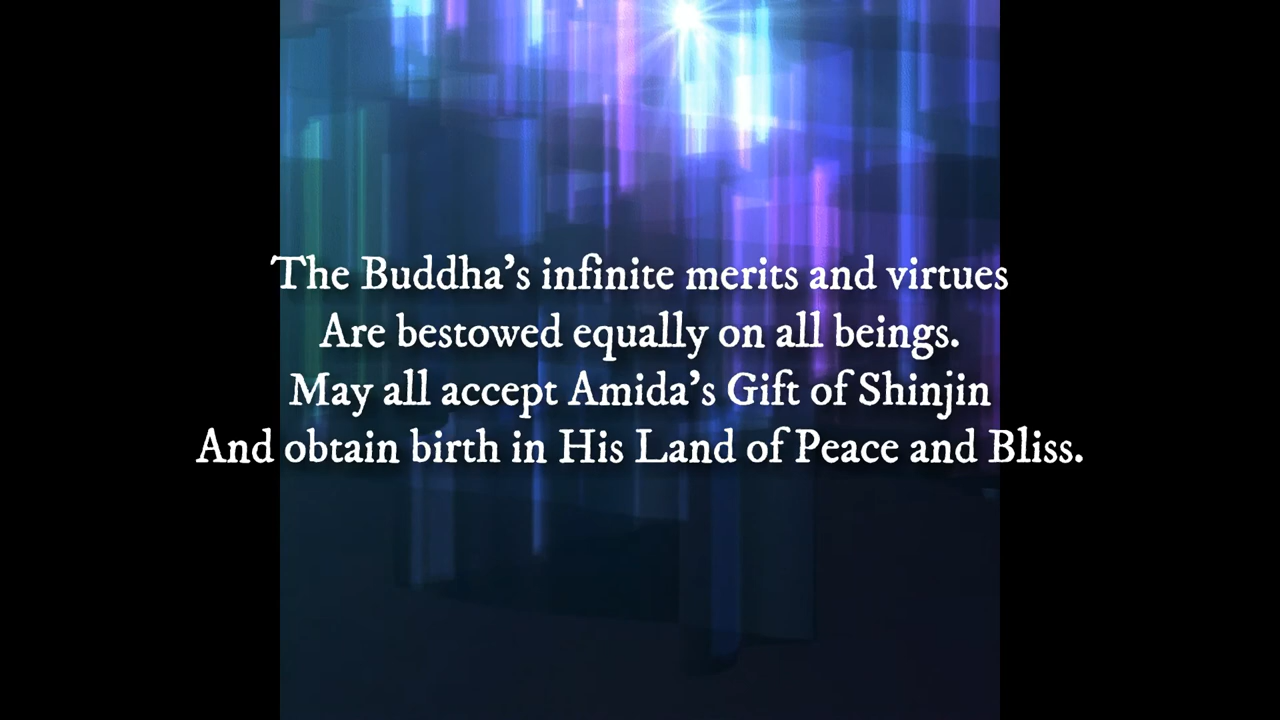 The Buddha’s infinite merits and virtues
Are bestowed equally on all beings.
May all accept Amida’s Gift of Shinjin
And obtain birth in His Land of Peace and Bliss.